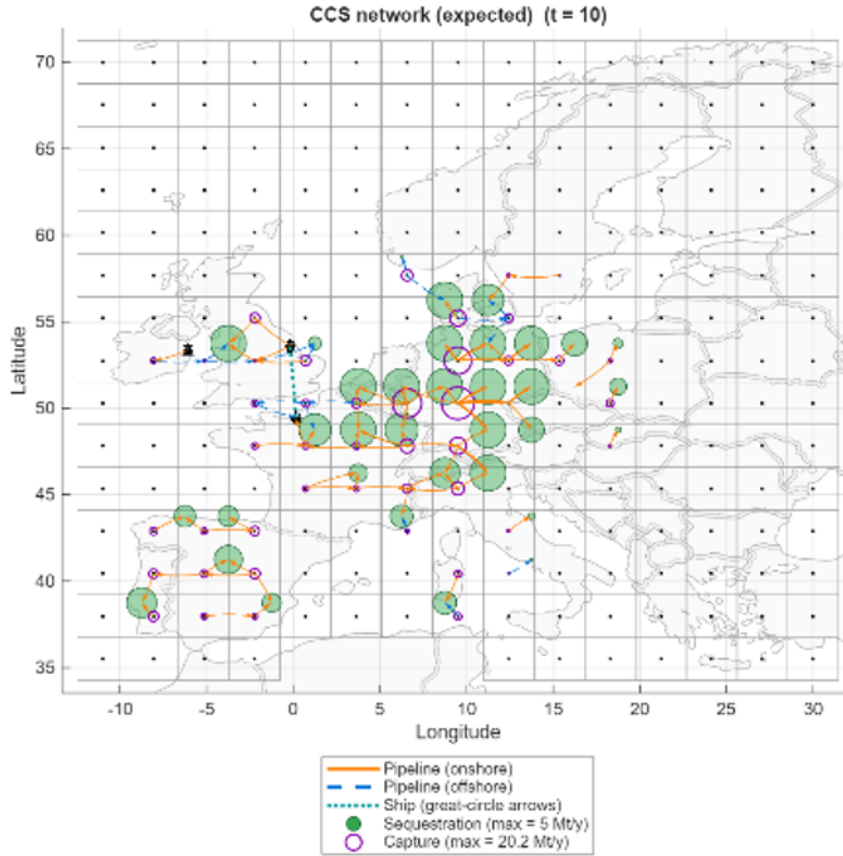 CCS network (expected) (t = 10)
70
65
60
55
50
45
40
35
Latitude
-10 -5 0 5 10 15 20 25 30
Longitude
Pipeline (onshore)
Pipeline (offshore)
Ship (great-circle arrows)
Sequestration (max = 5 Mt/y)
Capture (max = 20.2 Mt/y)